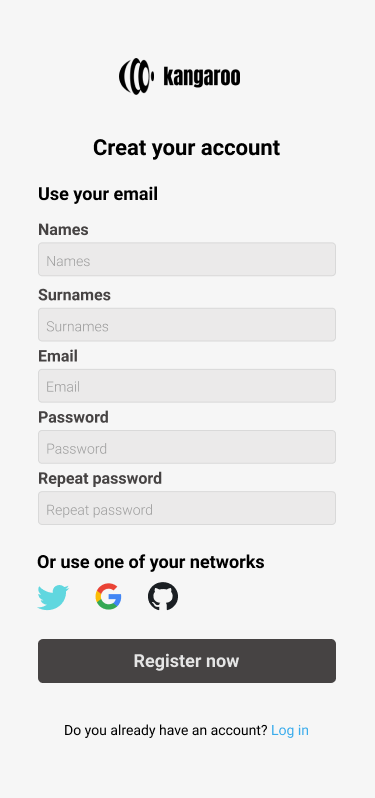 kangaroo
Creat your account
Use your email
Names
Names
Surnames
Surnames
Email
Email
Password
Password
Repeat password
Repeat password
Or use one of your networks
Register now
Do you already have an account? Log in